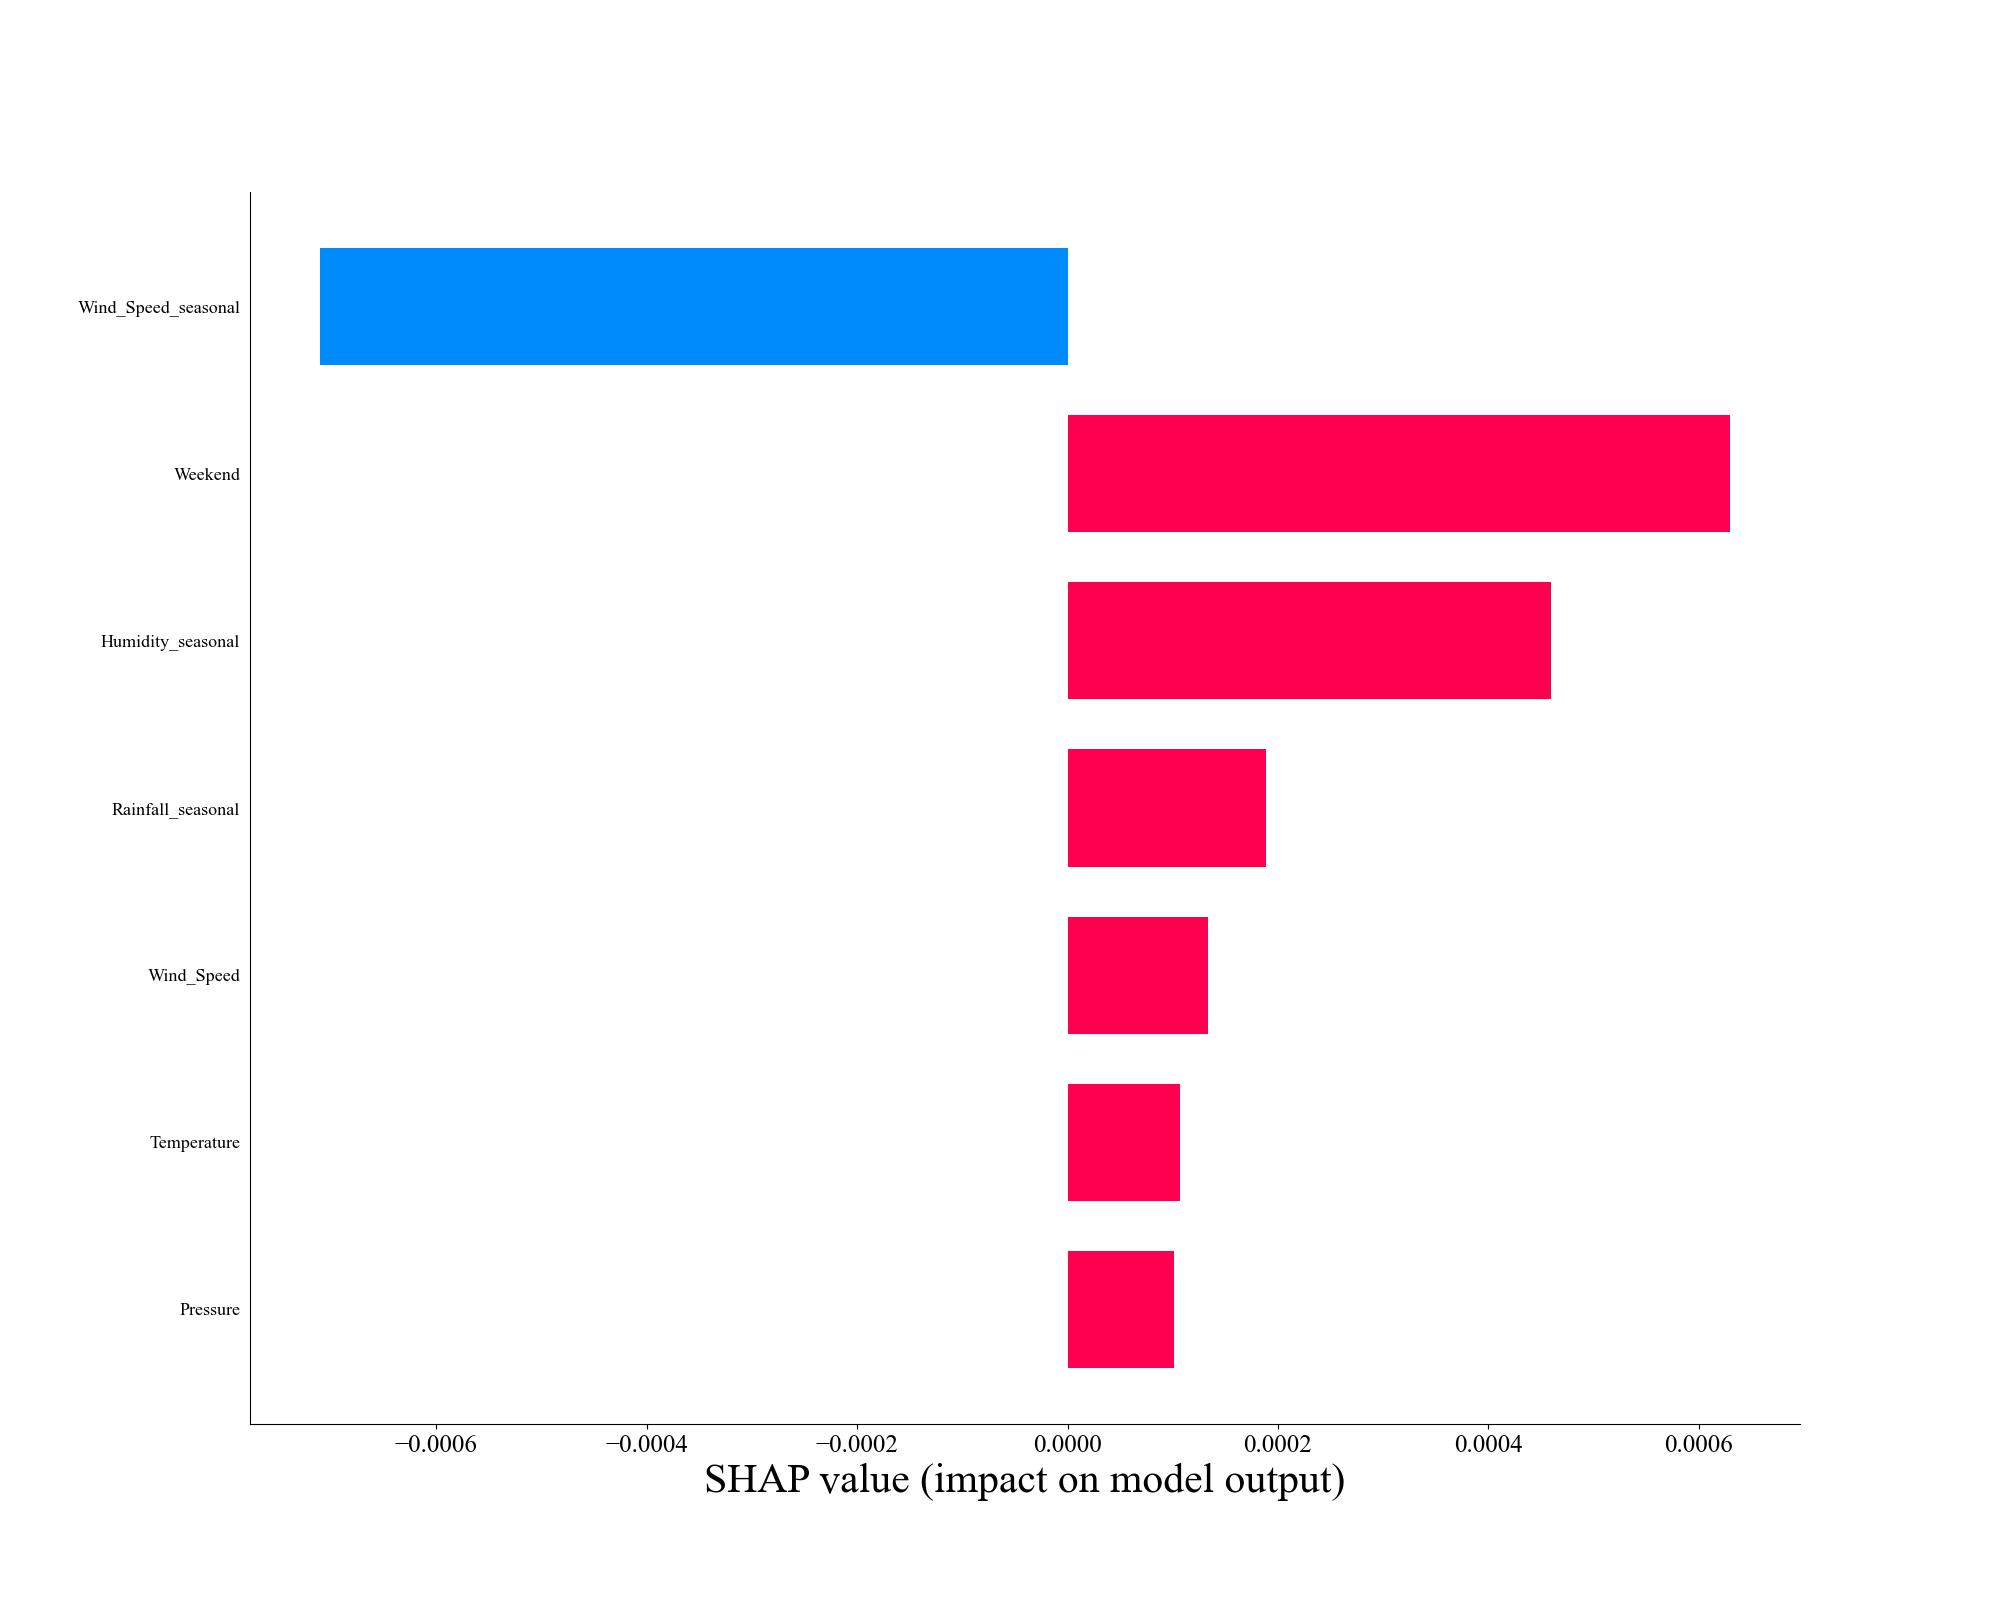 Wind_Speed_seasonal
Weekend
Humidity_seasonal
Rainfall_seasonal
Wind_Speed
Temperature
Pressure
−0.0006 −0.0004 −0.0002 0.0000 0.0002 0.0004 0.0006
SHAP value (impact on model output)